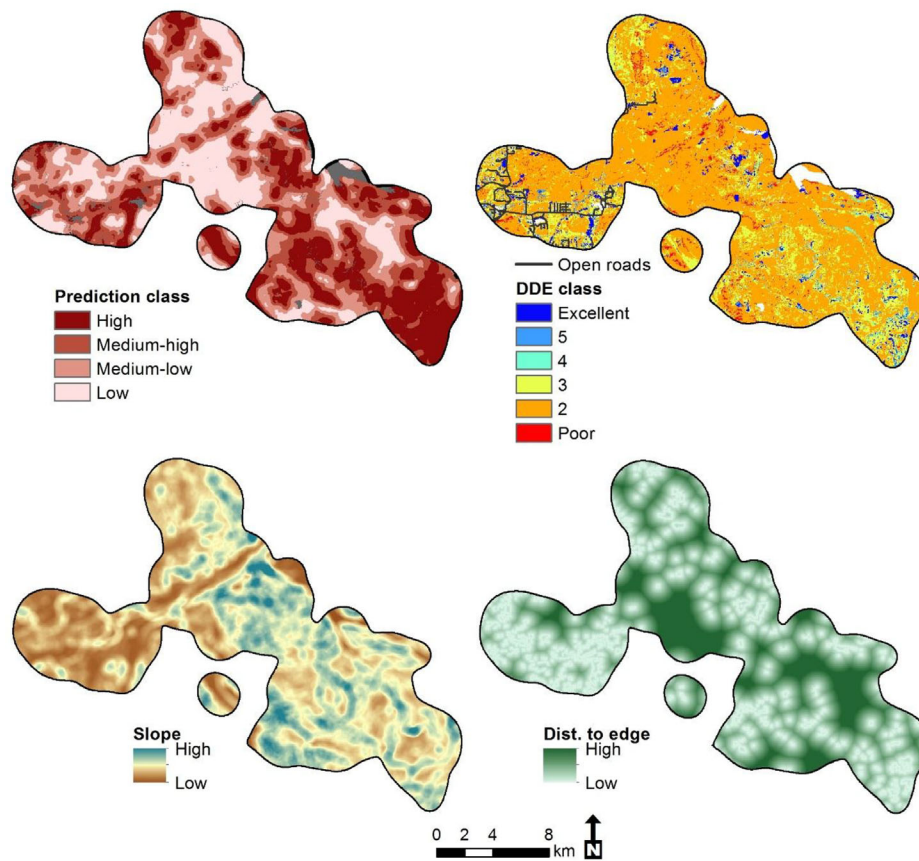 Prediction class
High
Medium-high
Medium-low
Low
Open roads
DDE class
Excellent
5
4
3
2
Poor
Slope
High
Low
Dist. to edge
High
Low
0 2 4 8
km
N